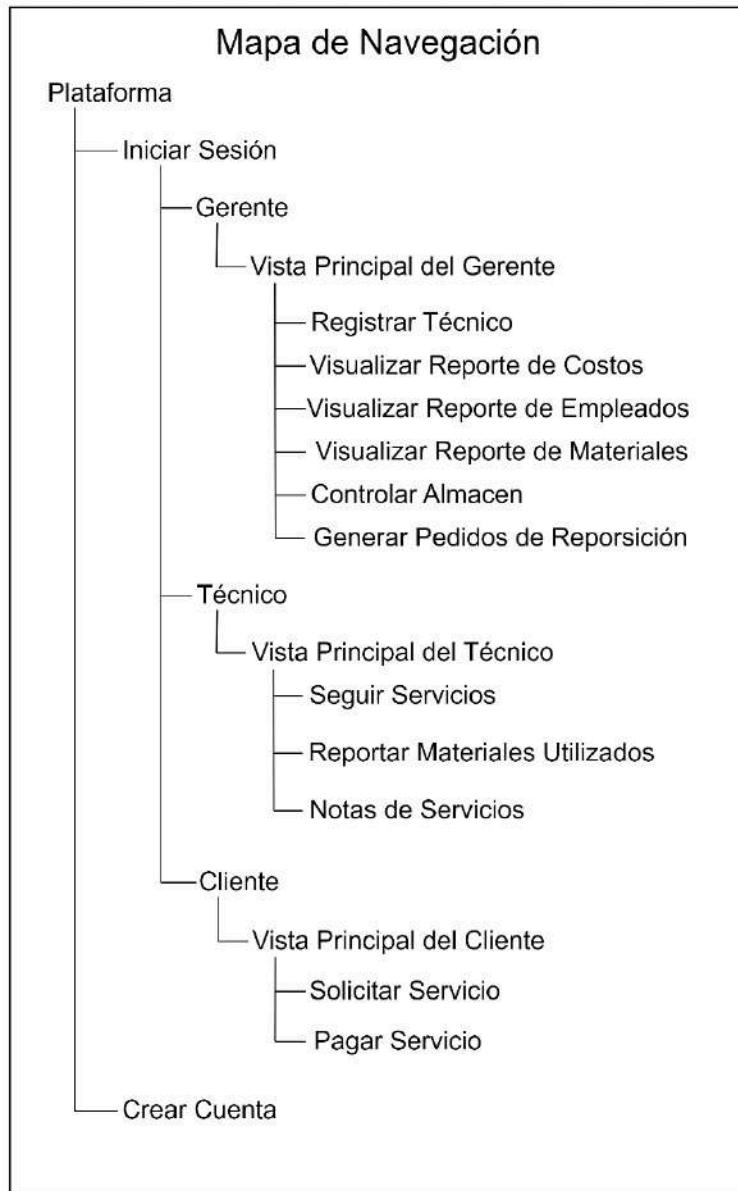 Mapa de Navegación
Plataforma
Iniciar Sesión
Gerente
Vista Principal del Gerente
Registrar Técnico
Visualizar Reporte de Costos
Visualizar Reporte de Empleados
Visualizar Reporte de Materiales
Controlar Almacen
Generar Pedidos de Reporsición
Técnico
Vista Principal del Técnico
Seguir Servicios
Reportar Materiales Utilizados
Notas de Servicios
Cliente
Vista Principal del Cliente
Solicitar Servicio
Pagar Servicio
Crear Cuenta